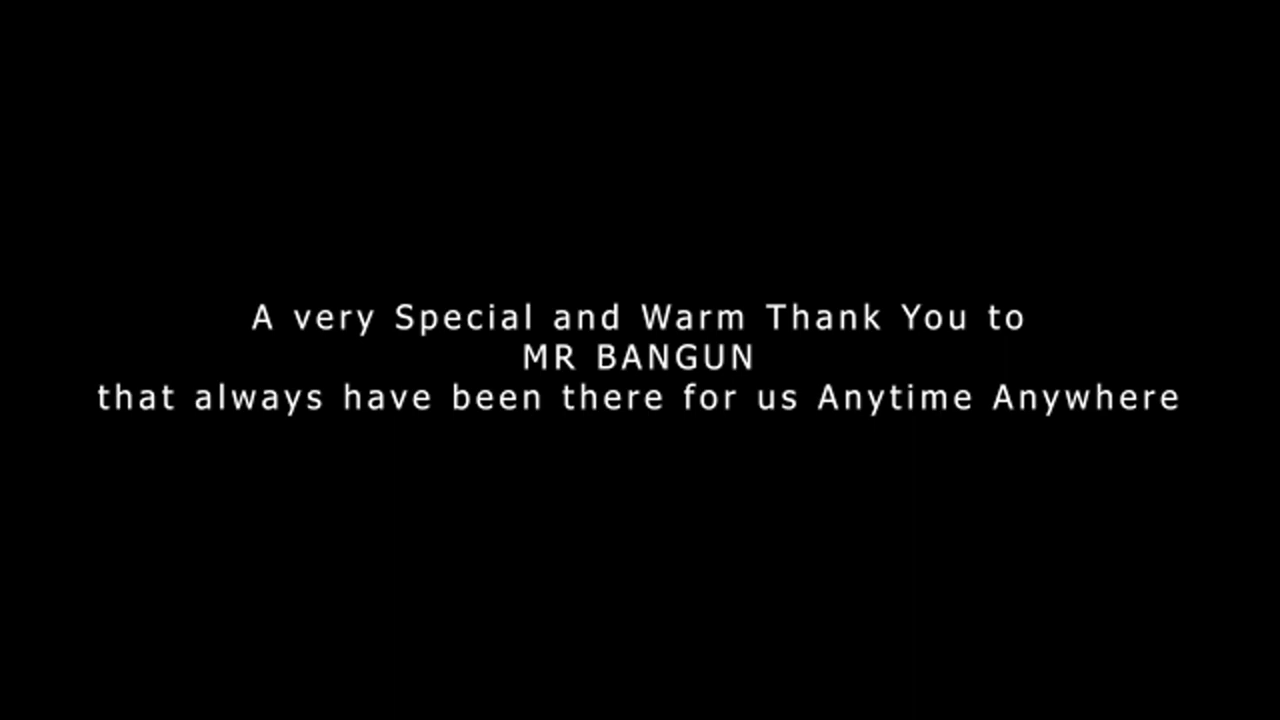 A very Special and Warm Thank You to
MR BANGUN
that always have been there for us Anytime Anywhere